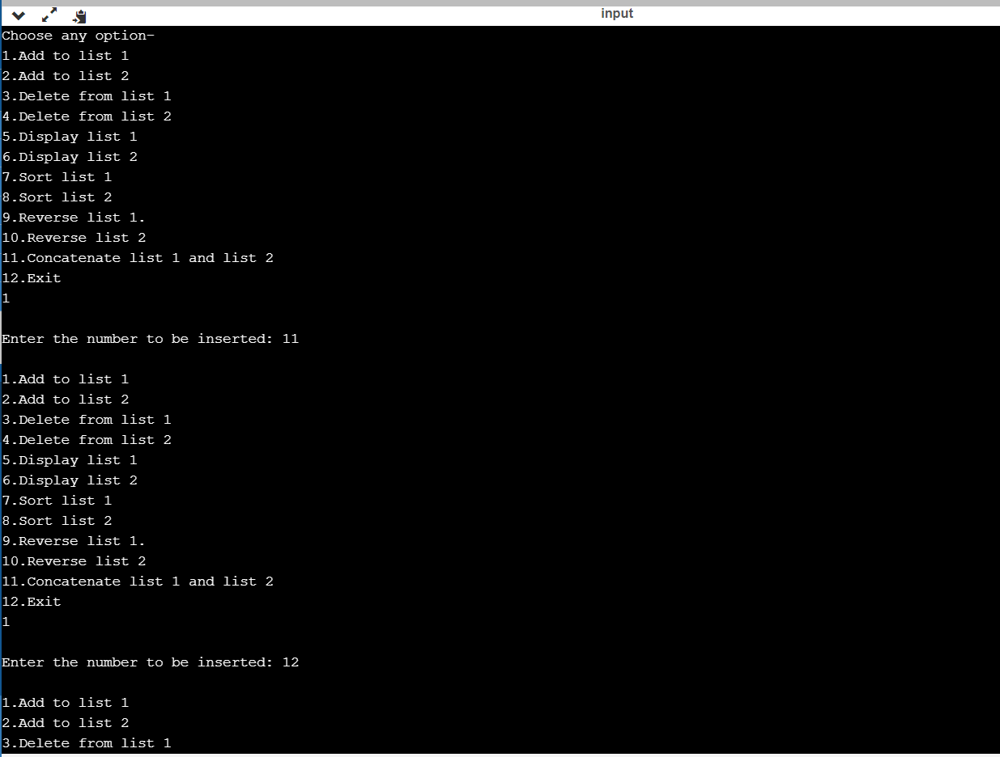 input
Choose any option-
1.Add to list 1
2.Add to list 2
3.Delete from list 1
4.Delete from list 2
5.Display list 1
6.Display list 2
7.Sort list 1
8.Sort list 2
9.Reverse list 1.
10.Reverse list 2
11.Concatenate list 1 and list 2
12.Exit
1
Enter the number to be inserted: 11
1.Add to list 1
2.Add to list 2
3.Delete from list 1
4.Delete from list 2
5.Display list 1
6.Display list 2
7.Sort list 1
8.Sort list 2
9.Reverse list 1.
10.Reverse list 2
11.Concatenate list 1 and list 2
12.Exit
1
Enter the number to be inserted: 12
1.Add to list 1
2.Add to list 2
3.Delete from list 1